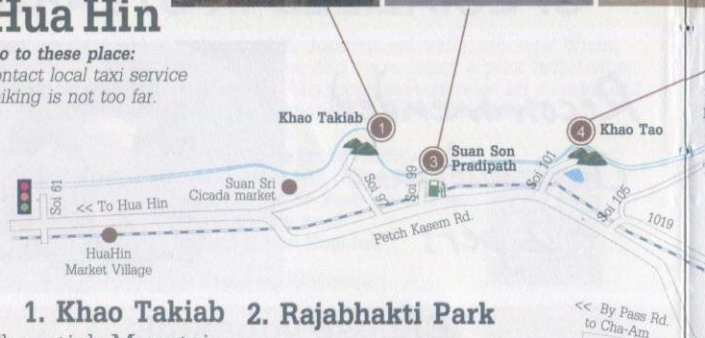 Hua Hin
o to these place:
ontact local taxi service
iking is not too far.
Khao Takiab
1
3
Suan Son
Pradipath
4
Khao Tao
Soi 61
<< To Hua Hin
Suan Sri
Cicada market
HuaHin
Market Village
Soi 97
Soi 99
Petch Kasem Rd.
Soi 101
Soi 105
1019
<< By Pass Rd.
to Cha-Am
1. Khao Takiab
2. Rajabhakti Park